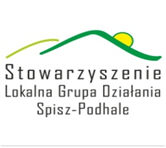 Stowarzyszenie
Lokalna Grupa Działania
Spisz-Podhale